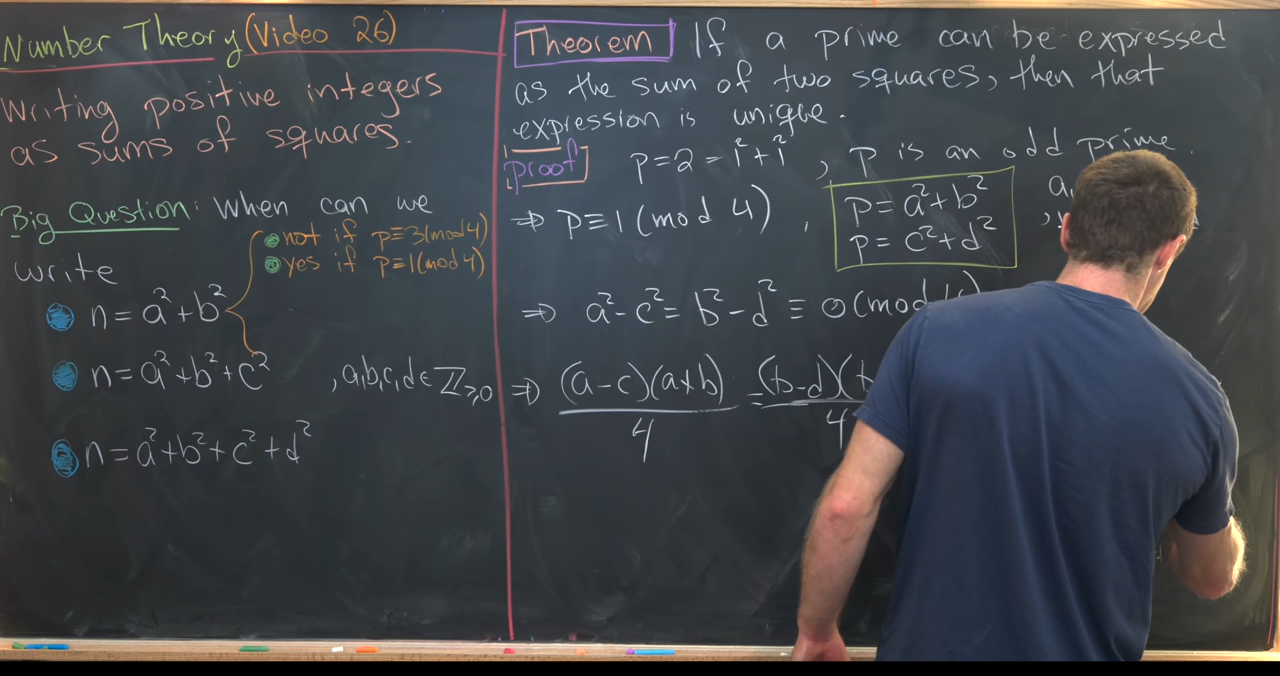 Number Theory (Video 26)
Writing positive integers
as sums of squares.
Big Question: When can we
write
not if p≡3(mod4)
yes if p≡1(mod4)
n=a²+b²
n=a²+b²+c²
,a,b,c,d∈ℤ≥0
n=a²+b²+c²+d²
Theorem If a prime can be expressed
as the sum of two squares, then that
expression is unique.
proof p=2=1²+1², p is an odd prime.
⇒ p≡1(mod 4), p=a²+b²
p=c²+d²
a,
⇒ a²-c²=b²-d²≡0(mod
⇒ (a-c)(a+b)/4 = (b-d)(
4